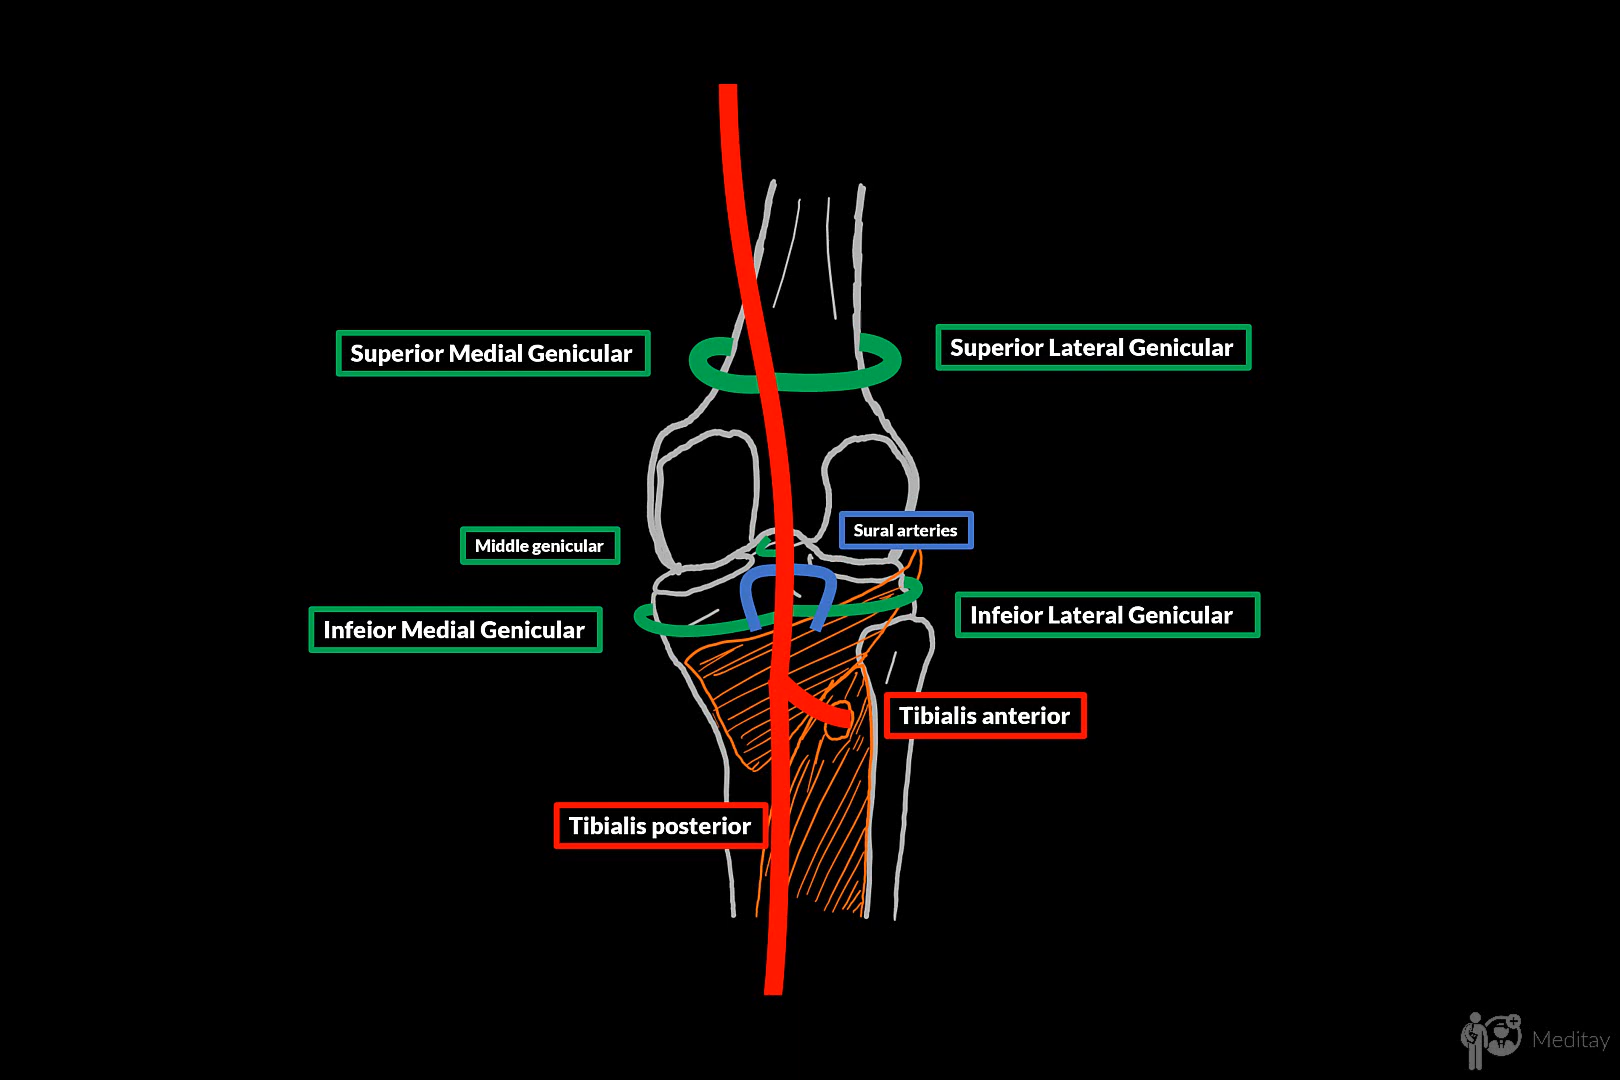 Superior Medial Genicular
Superior Lateral Genicular
Sural arteries
Middle genicular
Infeior Medial Genicular
Infeior Lateral Genicular
Tibialis anterior
Tibialis posterior
Meditay